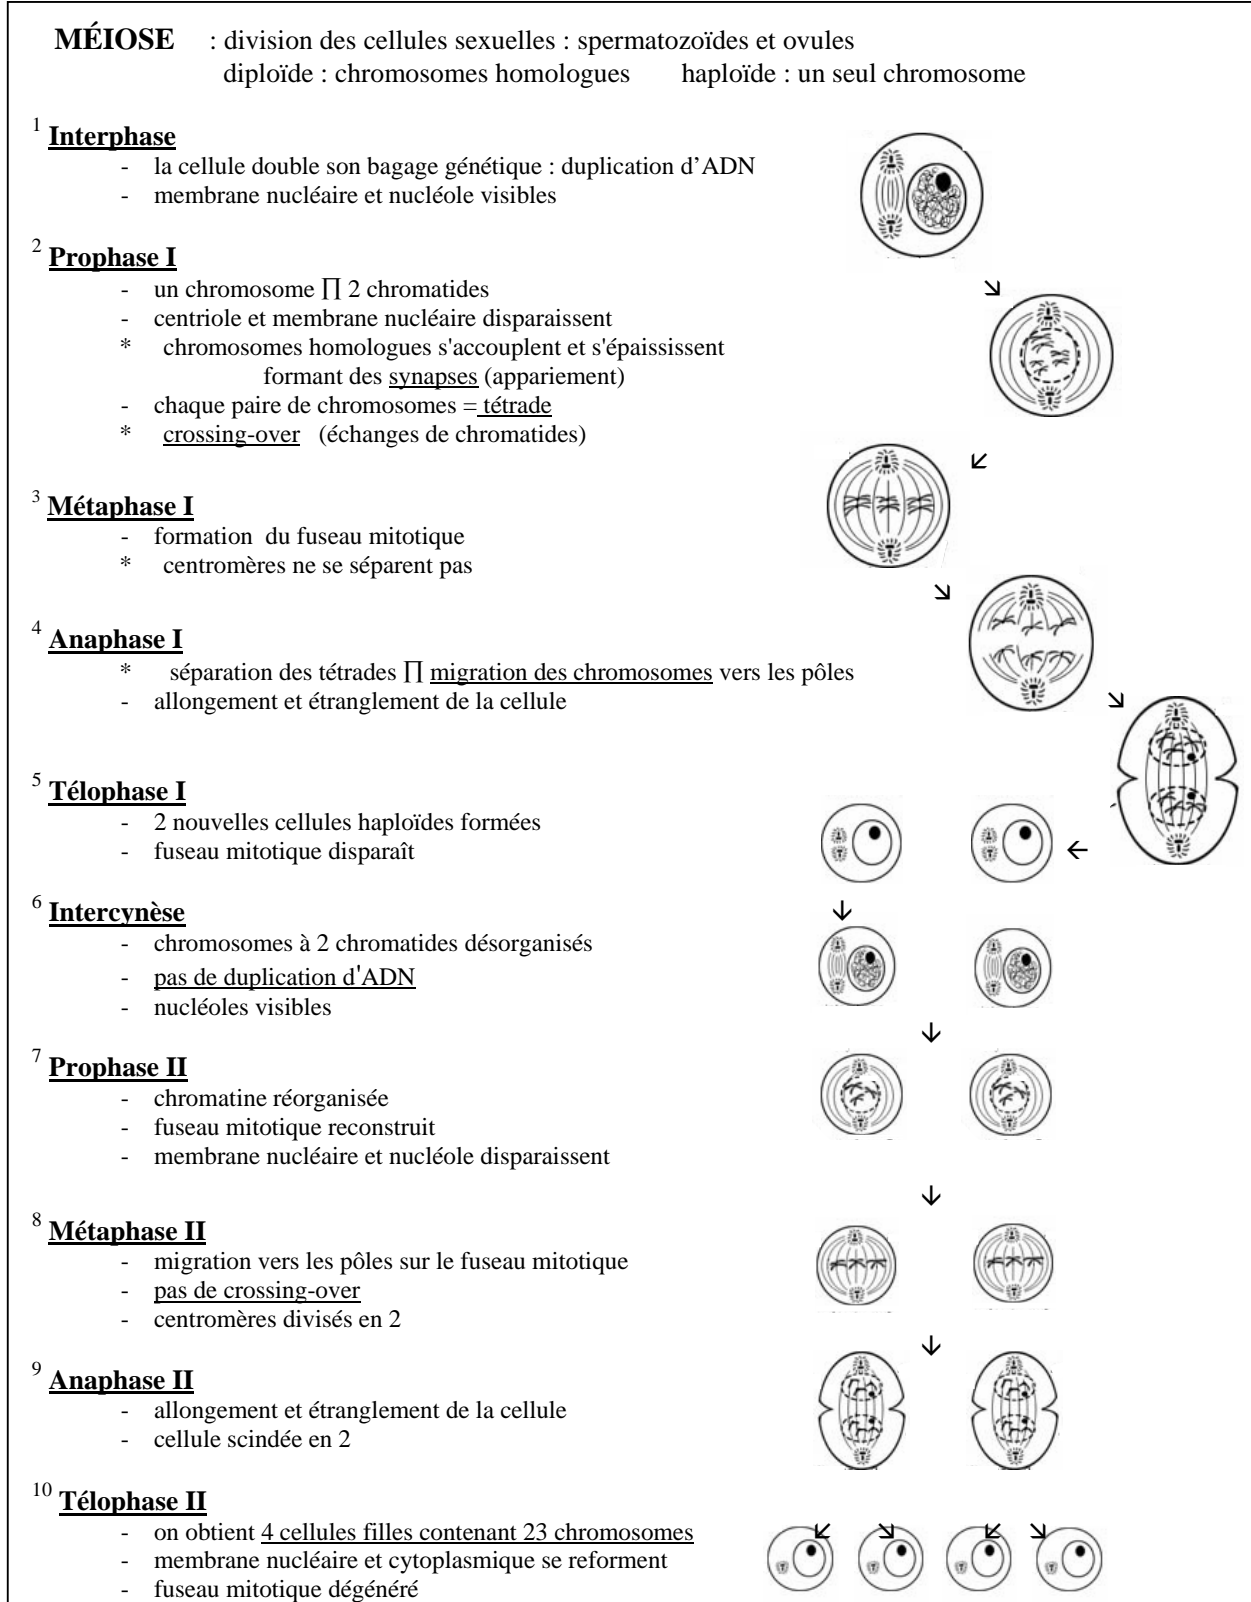 MÉIOSE : division des cellules sexuelles : spermatozoïdes et ovules
diploïde : chromosomes homologues haploïde : un seul chromosome
1 Interphase
- la cellule double son bagage génétique : duplication d'ADN
- membrane nucléaire et nucléole visibles
2 Prophase I
- un chromosome ∏ 2 chromatides
- centriole et membrane nucléaire disparaissent
* chromosomes homologues s'accouplent et s'épaississent
formant des synapses (appariement)
- chaque paire de chromosomes = tétrade
* crossing-over (échanges de chromatides)
3 Métaphase I
- formation du fuseau mitotique
* centromères ne se séparent pas
4 Anaphase I
* séparation des tétrades ∏ migration des chromosomes vers les pôles
- allongement et étranglement de la cellule
5 Télophase I
- 2 nouvelles cellules haploïdes formées
- fuseau mitotique disparaît
6 Intercynèse
- chromosomes à 2 chromatides désorganisés
- pas de duplication d'ADN
- nucléoles visibles
7 Prophase II
- chromatine réorganisée
- fuseau mitotique reconstruit
- membrane nucléaire et nucléole disparaissent
8 Métaphase II
- migration vers les pôles sur le fuseau mitotique
- pas de crossing-over
- centromères divisés en 2
9 Anaphase II
- allongement et étranglement de la cellule
- cellule scindée en 2
10 Télophase II
- on obtient 4 cellules filles contenant 23 chromosomes
- membrane nucléaire et cytoplasmique se reforment
- fuseau mitotique dégénéré